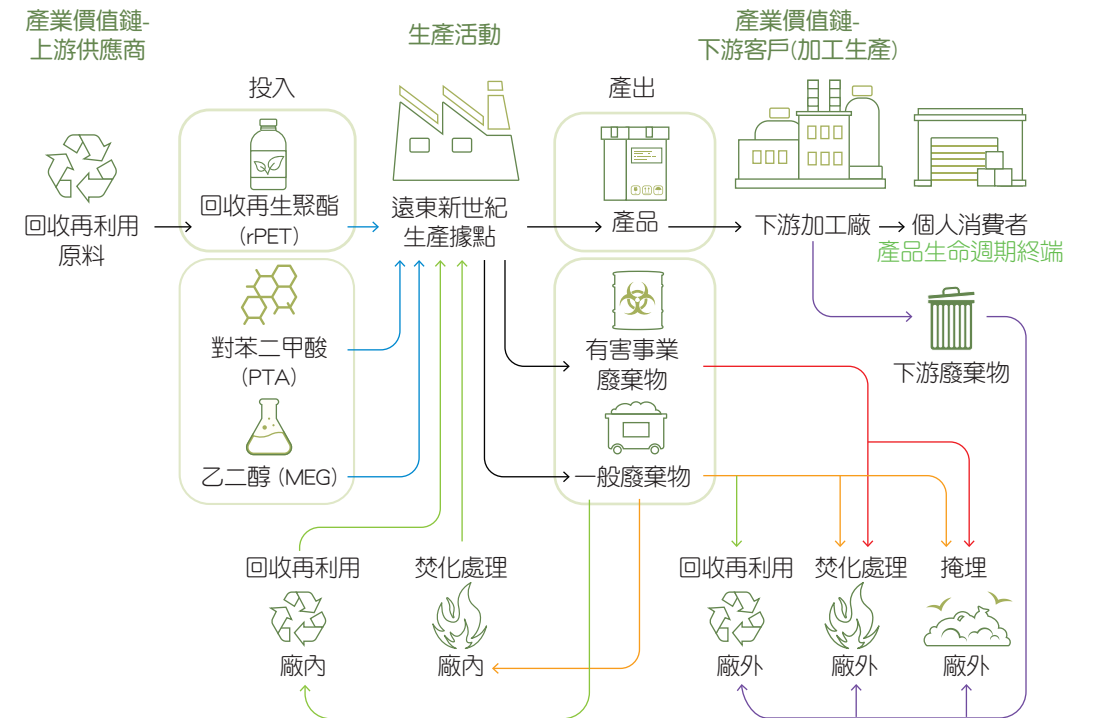 產業價值鏈-
上游供應商
生產活動
產業價值鏈-
下游客戶(加工生產)
投入
產出
回收再利用
原料
回收再生聚酯
(rPET)
遠東新世紀
生產據點
產品
下游加工廠
個人消費者
產品生命週期終端
對苯二甲酸
(PTA)
有害事業
廢棄物
下游廢棄物
乙二醇 (MEG)
一般廢棄物
回收再利用
焚化處理
回收再利用
焚化處理
掩埋
廠內
廠內
廠外
廠外
廠外